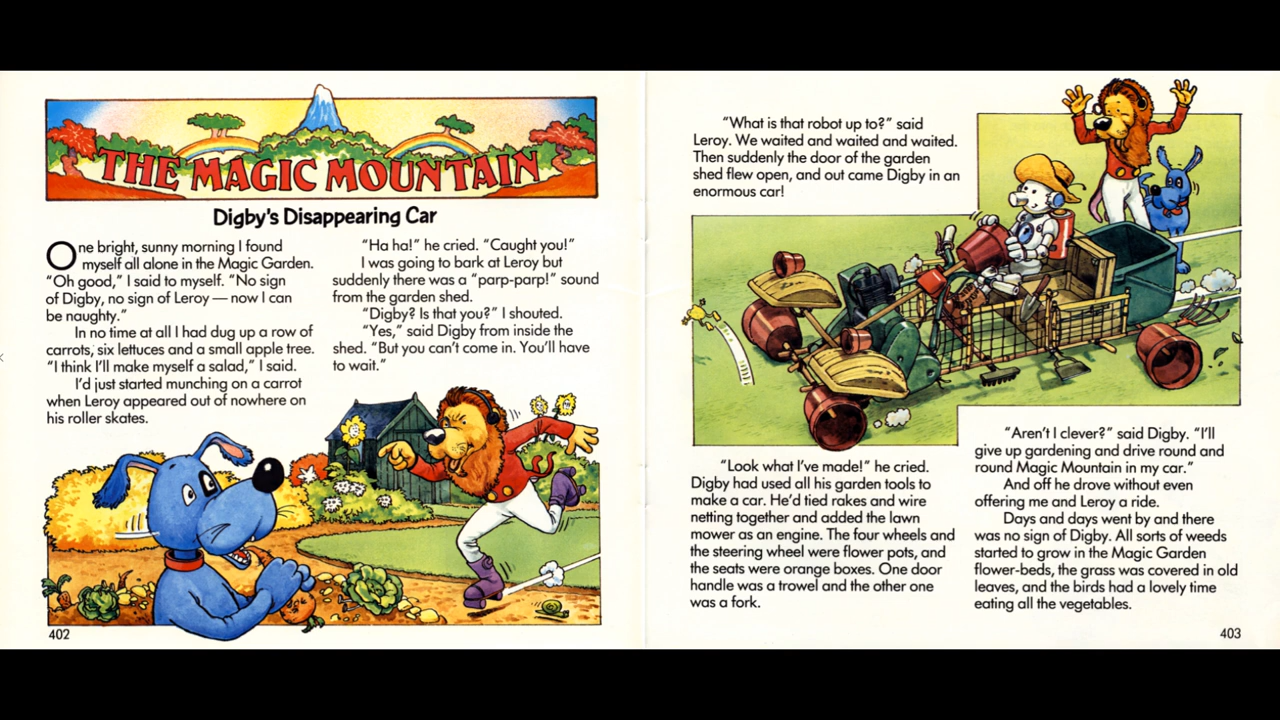 THE MAGIC MOUNTAIN
Digby's Disappearing Car
One bright, sunny morning I found
myself all alone in the Magic Garden.
“Oh good,” I said to myself. “No sign
of Digby, no sign of Leroy — now I can
be naughty.”
In no time at all I had dug up a row of
carrots, six lettuces and a small apple tree.
“I think I'll make myself a salad,” I said.
I'd just started munching on a carrot
when Leroy appeared out of nowhere on
his roller skates.
“Ha ha!” he cried. “Caught you!”
I was going to bark at Leroy but
suddenly there was a “parp-parp!” sound
from the garden shed.
“Digby? Is that you?” I shouted.
“Yes,” said Digby from inside the
shed. “But you can't come in. You'll have
to wait.”
402
“What is that robot up to?” said
Leroy. We waited and waited and waited.
Then suddenly the door of the garden
shed flew open, and out came Digby in an
enormous car!
“Look what I've made!” he cried.
Digby had used all his garden tools to
make a car. He'd tied rakes and wire
netting together and added the lawn
mower as an engine. The four wheels and
the steering wheel were flower pots, and
the seats were orange boxes. One door
handle was a trowel and the other one
was a fork.
“Aren't I clever?” said Digby. “I'll
give up gardening and drive round and
round Magic Mountain in my car.”
And off he drove without even
offering me and Leroy a ride.
Days and days went by and there
was no sign of Digby. All sorts of weeds
started to grow in the Magic Garden
flower-beds, the grass was covered in old
leaves, and the birds had a lovely time
eating all the vegetables.
403